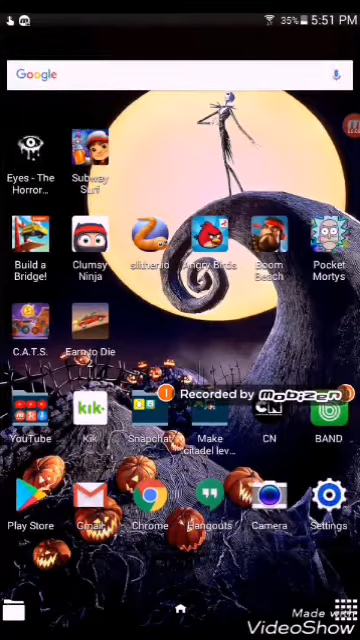 35% 5:51 PM
Google
Eyes - The Horror...
Subway Surf
Build a Bridge!
Clumsy Ninja
slither.io
Angry Birds
Boom Beach
Pocket Mortys
C.A.T.S.
Earn to Die
Recorded by mobizen
YouTube
Kik
Snapchat
Make citadel lev...
CN
BAND
Play Store
Gmail
Chrome
Hangouts
Camera
Settings
Made with
VideoShow